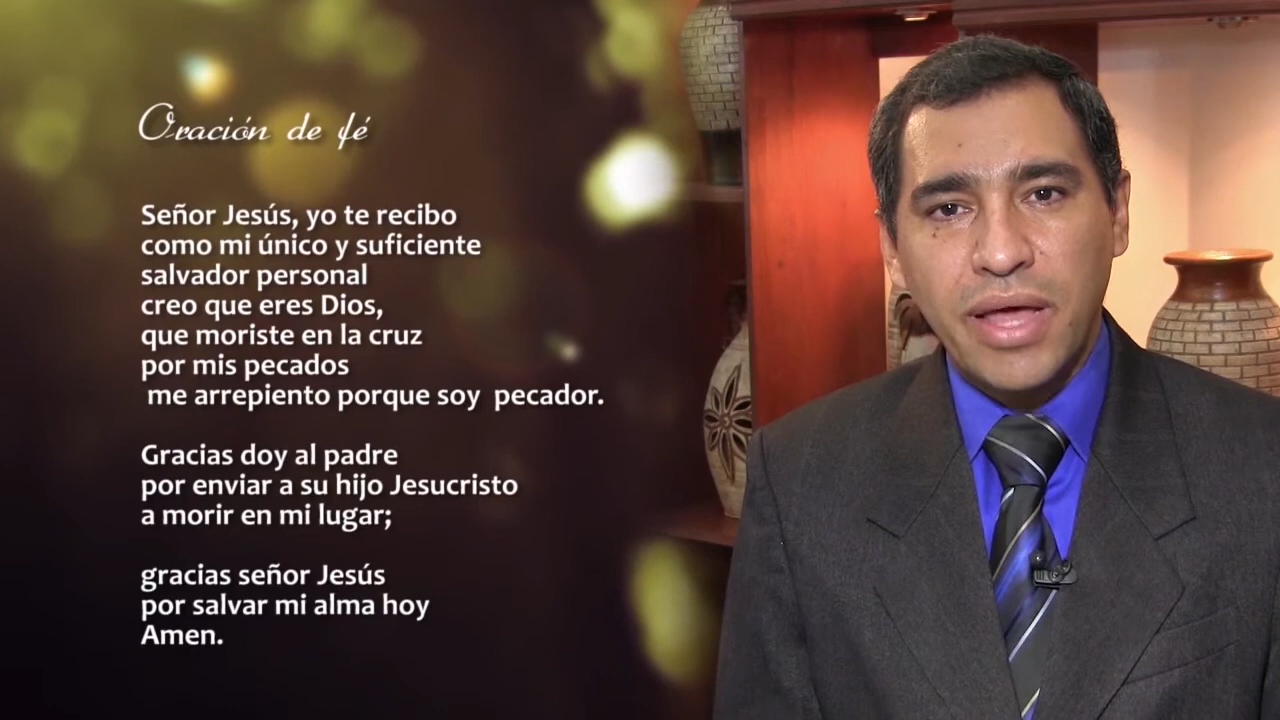 Oración de fé
Señor Jesús, yo te recibo
como mi único y suficiente
salvador personal
creo que eres Dios,
que moriste en la cruz
por mis pecados
me arrepiento porque soy pecador.
Gracias doy al padre
por enviar a su hijo Jesucristo
a morir en mi lugar;
gracias señor Jesús
por salvar mi alma hoy
Amen.